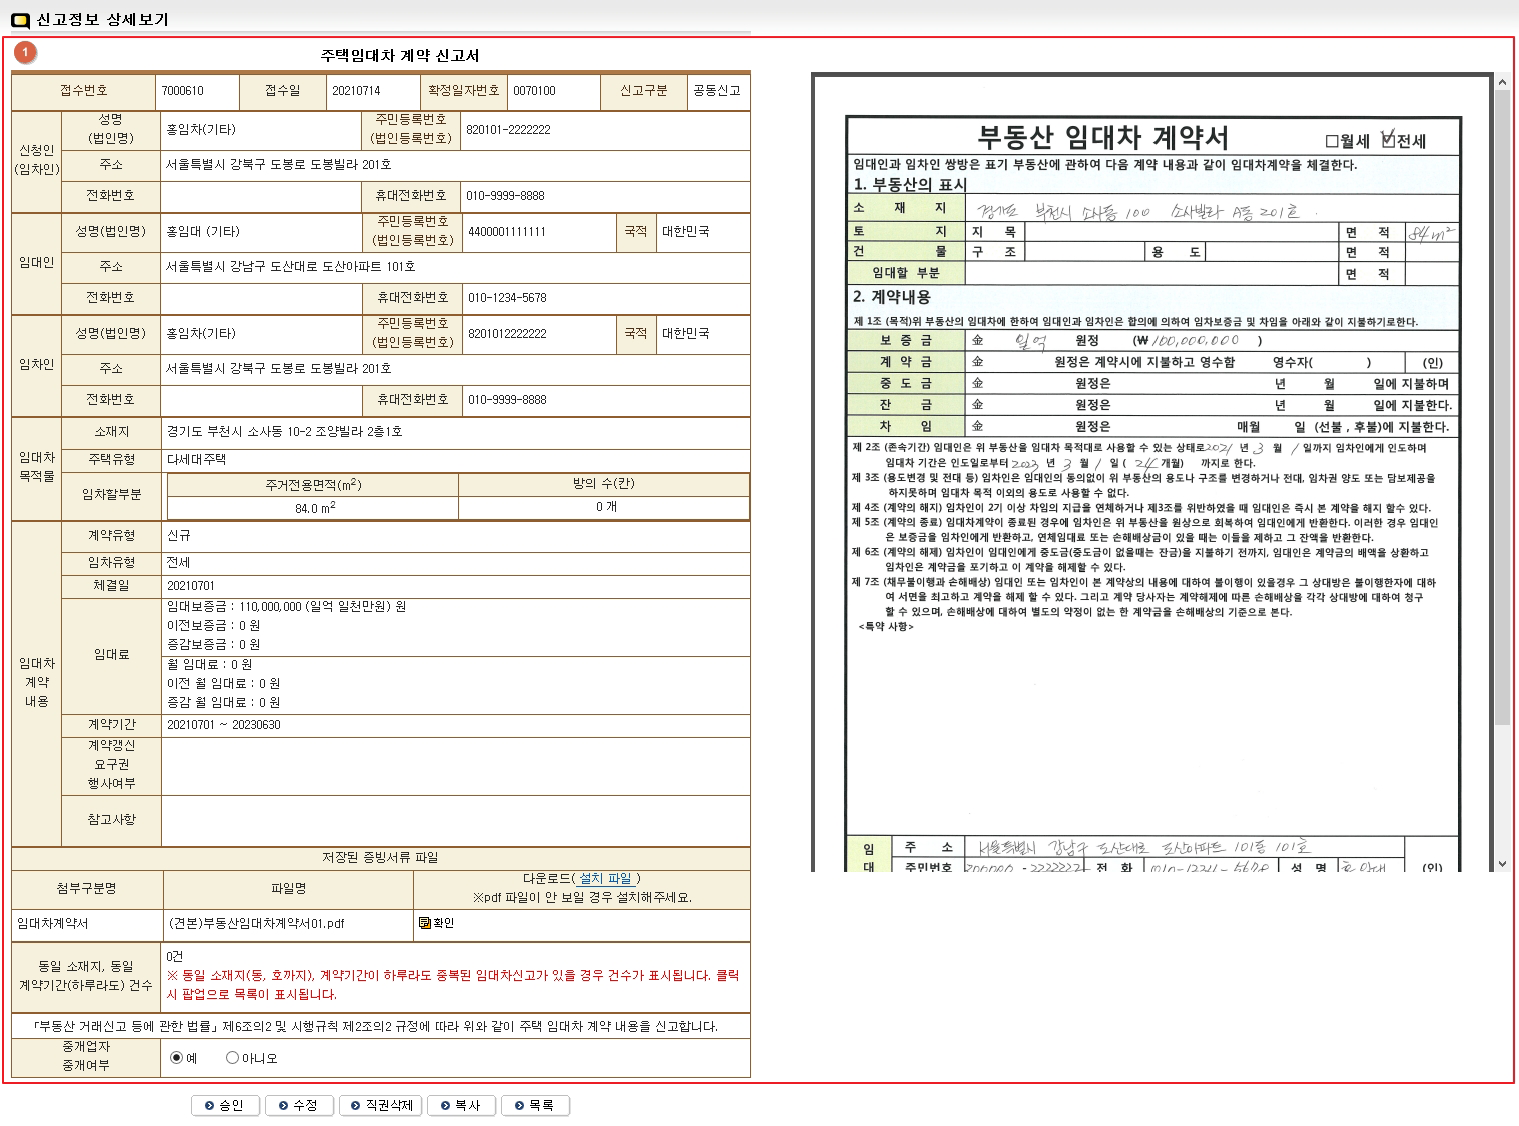 신고정보 상세보기
1
주택임대차 계약 신고서
접수번호 7000610 접수일 20210714 확정일자번호 0070100 신고구분 공동신고
신청인
(임차인)
성명
(법인명)
홍임차(기타)
주민등록번호
(법인등록번호)
820101-2222222
주소 서울특별시 강북구 도봉로 도봉빌라 201호
전화번호 휴대전화번호 010-9999-8888
임대인
성명(법인명) 홍임대 (기타)
주민등록번호
(법인등록번호)
4400001111111 국적 대한민국
주소 서울특별시 강남구 도산대로 도산아파트 101호
전화번호 휴대전화번호 010-1234-5678
임차인
성명(법인명) 홍임차(기타)
주민등록번호
(법인등록번호)
8201012222222 국적 대한민국
주소 서울특별시 강북구 도봉로 도봉빌라 201호
전화번호 휴대전화번호 010-9999-8888
임대차
목적물
소재지 경기도 부천시 소사동 10-2 조양빌라 2층1호
주택유형 다세대주택
임차할부분
주거전용면적(m²) 방의 수(칸)
84.0 m² 0 개
임대차
계약
내용
계약유형 신규
임차유형 전세
체결일 20210701
임대료
임대보증금 : 110,000,000 (일억 일천만원) 원
이전보증금 : 0 원
증감보증금 : 0 원
월 임대료 : 0 원
이전 월 임대료 : 0 원
증감 월 임대료 : 0 원
계약기간 20210701 ~ 20230630
계약갱신
요구권
행사여부
참고사항
저장된 증빙서류 파일
첨부구분명 파일명
다운로드( 설치 파일 )
※pdf 파일이 안 보일 경우 설치해주세요.
임대차계약서 (견본)부동산임대차계약서01.pdf 확인
동일 소재지, 동일
계약기간(하루라도) 건수
0건
※ 동일 소재지(동, 호까지), 계약기간이 하루라도 중복된 임대차신고가 있을 경우 건수가 표시됩니다. 클릭
시 팝업으로 목록이 표시됩니다.
「부동산 거래신고 등에 관한 법률」 제6조의2 및 시행규칙 제2조의2 규정에 따라 위와 같이 주택 임대차 계약 내용을 신고합니다.
중개업자
중개여부
예 아니오
승인 수정 직권삭제 복사 목록
부동산 임대차 계약서 □월세 ☑전세
임대인과 임차인 쌍방은 표기 부동산에 관하여 다음 계약 내용과 같이 임대차계약을 체결한다.
1. 부동산의 표시
소 재 지 경기도 부천시 소사동 100 소사빌라 A동 201호
토 지 지 목 면 적 84m²
건 물 구 조 용 도 면 적
임대할 부분 면 적
2. 계약내용
제 1조 (목적)위 부동산의 임대차에 한하여 임대인과 임차인은 합의에 의하여 임차보증금 및 차임을 아래와 같이 지불하기로한다.
보 증 금 金 일억 원정 (₩100,000,000 )
계 약 금 金 원정은 계약시에 지불하고 영수함 영수자( ) (인)
중 도 금 金 원정은 년 월 일에 지불하며
잔 금 金 원정은 년 월 일에 지불한다.
차 임 金 원정은 매월 일 (선불 , 후불)에 지불한다.
제 2조 (존속기간) 임대인은 위 부동산을 임대차 목적대로 사용할 수 있는 상태로2021 년 3 월 1 일까지 임차인에게 인도하며
임대차 기간은 인도일로부터 2023 년 3 월 1 일 ( 24 개월) 까지로 한다.
제 3조 (용도변경 및 전대 등) 임차인은 임대인의 동의없이 위 부동산의 용도나 구조를 변경하거나 전대, 임차권 양도 또는 담보제공을
하지못하며 임대차 목적 이외의 용도로 사용할 수 없다.
제 4조 (계약의 해지) 임차인이 2기 이상 차임의 지급을 연체하거나 제3조를 위반하였을 때 임대인은 즉시 본 계약을 해지 할수 있다.
제 5조 (계약의 종료) 임대차계약이 종료된 경우에 임차인은 위 부동산을 원상으로 회복하여 임대인에게 반환한다. 이러한 경우 임대인
은 보증금을 임차인에게 반환하고, 연체임대료 또는 손해배상금이 있을 때는 이들을 제하고 그 잔액을 반환한다.
제 6조 (계약의 해제) 임차인이 임대인에게 중도금(중도금이 없을때는 잔금)을 지불하기 전까지, 임대인은 계약금의 배액을 상환하고
임차인은 계약금을 포기하고 이 계약을 해제할 수 있다.
제 7조 (채무불이행과 손해배상) 임대인 또는 임차인이 본 계약상의 내용에 대하여 불이행이 있을경우 그 상대방은 불이행한자에 대하
여 서면을 최고하고 계약을 해제 할 수 있다. 그리고 계약 당사자는 계약해제에 따른 손해배상을 각각 상대방에 대하여 청구
할 수 있으며, 손해배상에 대하여 별도의 약정이 없는 한 계약금을 손해배상의 기준으로 본다.
<특약 사항>
임
대
주 소 서울특별시 강남구 도산대로 도산아파트 101동 101호
주민번호 전 화 성 명 (인)